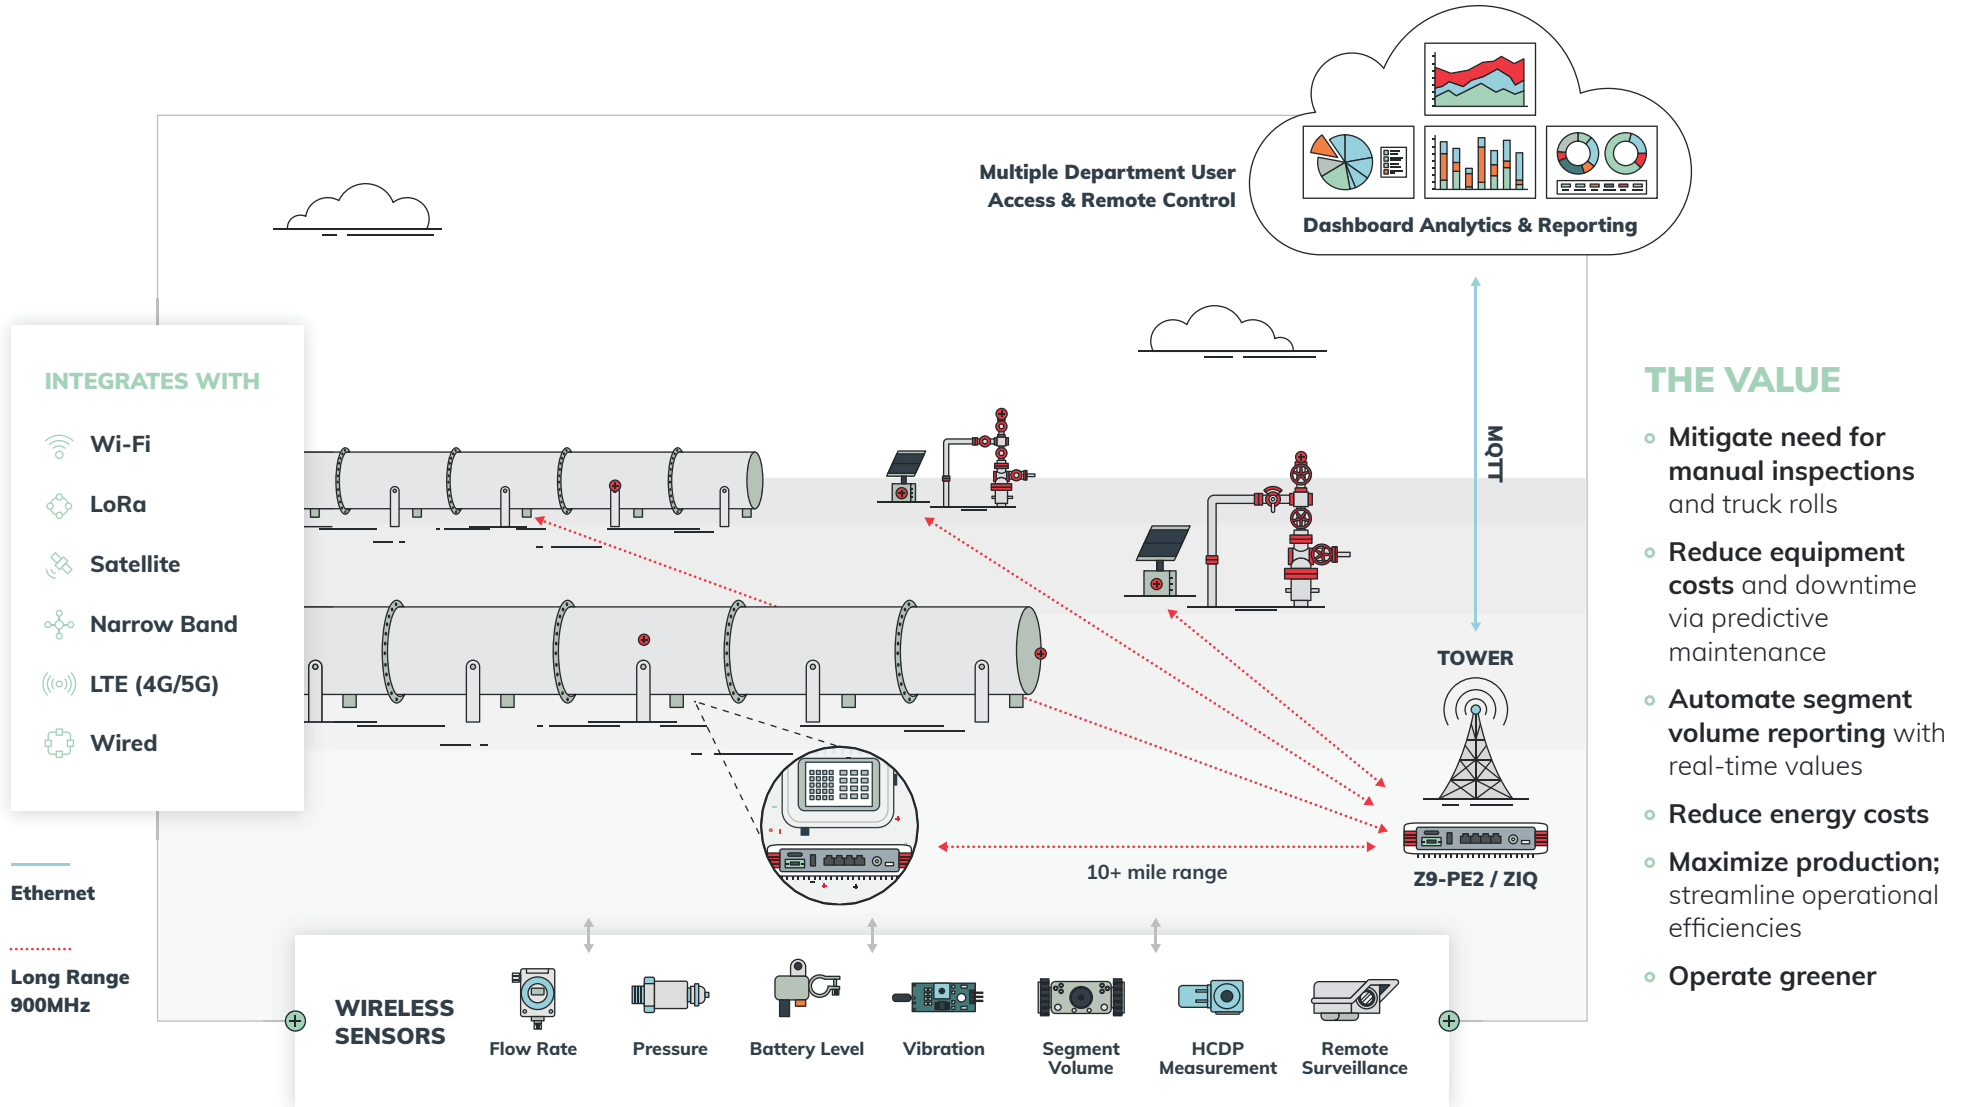 Multiple Department User
Access & Remote Control
Dashboard Analytics & Reporting
INTEGRATES WITH
Wi-Fi
LoRa
Satellite
Narrow Band
LTE (4G/5G)
Wired
Ethernet
Long Range
900MHz
MQTT
TOWER
Z9-PE2 / ZIQ
10+ mile range
WIRELESS
SENSORS
Flow Rate
Pressure
Battery Level
Vibration
Segment
Volume
HCDP
Measurement
Remote
Surveillance
THE VALUE
Mitigate need for
manual inspections
and truck rolls
Reduce equipment
costs and downtime
via predictive
maintenance
Automate segment
volume reporting with
real-time values
Reduce energy costs
Maximize production;
streamline operational
efficiencies
Operate greener